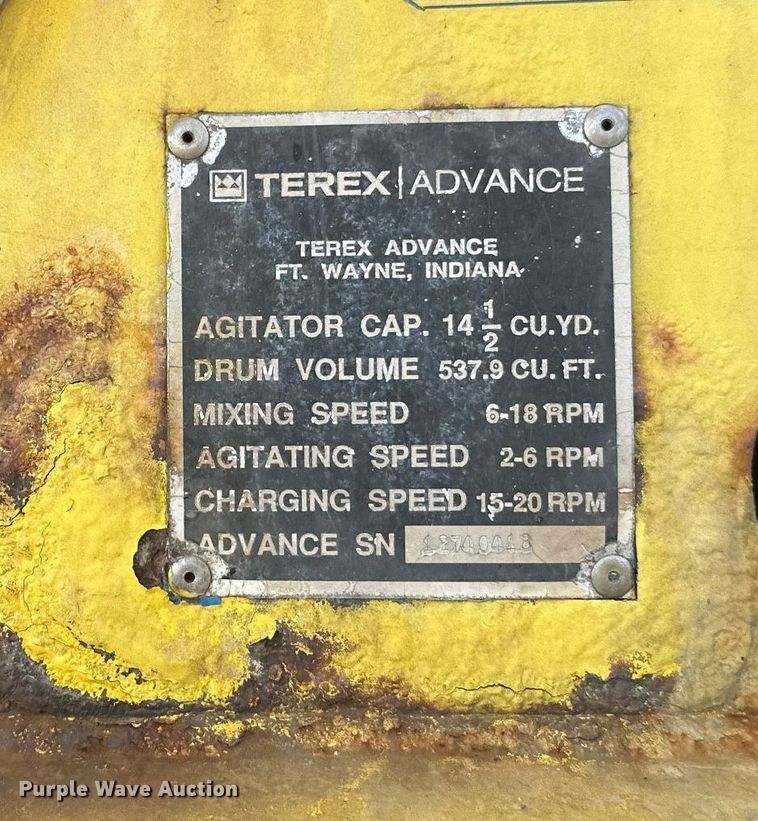 TEREX | ADVANCE
TEREX ADVANCE
FT. WAYNE, INDIANA
AGITATOR CAP. 14 1/2 CU.YD.
DRUM VOLUME 537.9 CU. FT.
MIXING SPEED 6-18 RPM
AGITATING SPEED 2-6 RPM
CHARGING SPEED 15-20 RPM
ADVANCE SN
Purple Wave Auction